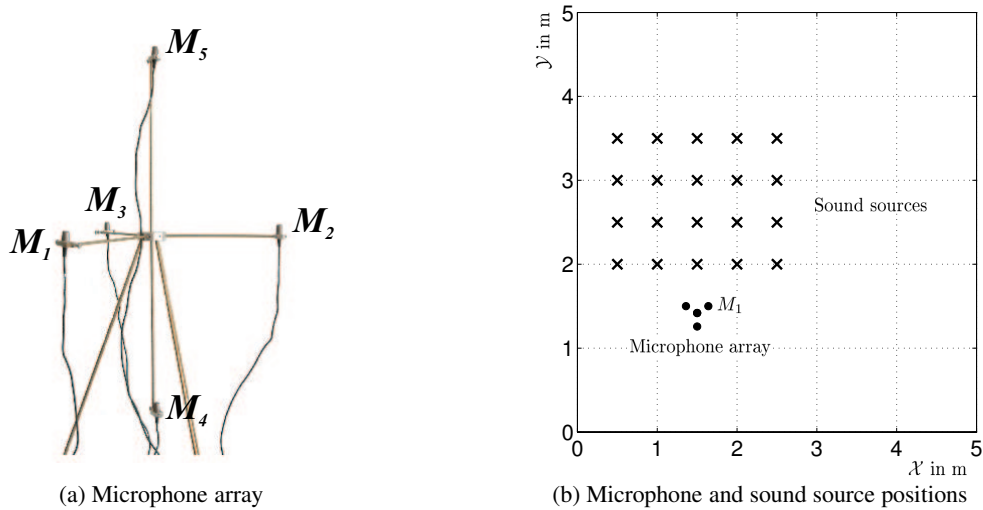 M5
M3
M1
M2
M4
(a) Microphone array
𝒴 in m
5
4
3
2
1
0
Sound sources
M1
Microphone array
0 1 2 3 4 5
𝒳 in m
(b) Microphone and sound source positions